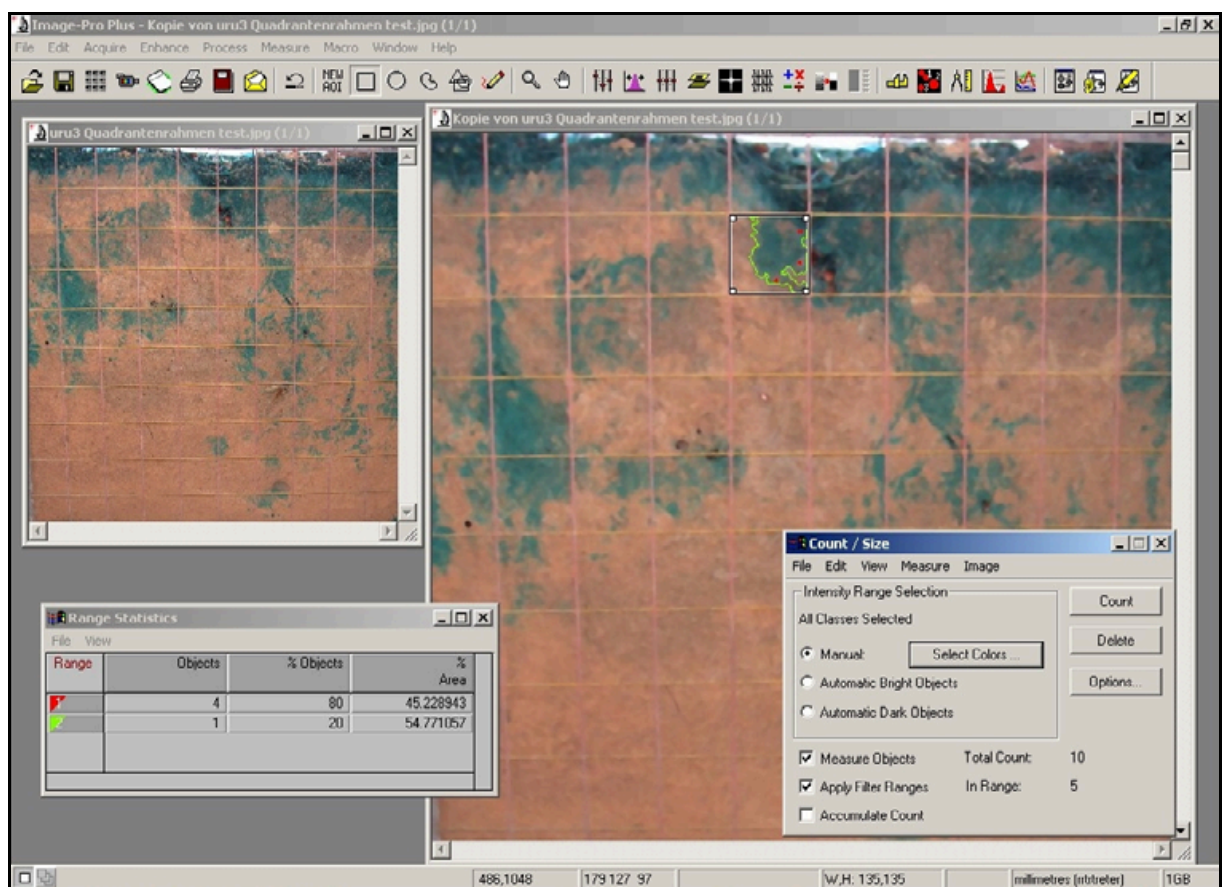 Image-Pro Plus - Kopie von uru3 Quadrantenrahmen test.jpg (1/1)
File Edit Acquire Enhance Process Measure Macro Window Help
NEW AOI
uru3 Quadrantenrahmen test.jpg (1/1)
Kopie von uru3 Quadrantenrahmen test.jpg (1/1)
Range Statistics
File View
Range Objects % Objects % Area
1 4 80 45.228943
2 1 20 54.771057
Count / Size
File Edit View Measure Image
Intensity Range Selection
All Classes Selected
Manual: Select Colors ...
Automatic Bright Objects
Automatic Dark Objects
Count
Delete
Options...
Measure Objects Total Count: 10
Apply Filter Ranges In Range: 5
Accumulate Count
486,1048 179 127 97 W,H: 135,135 millimetres 1GB